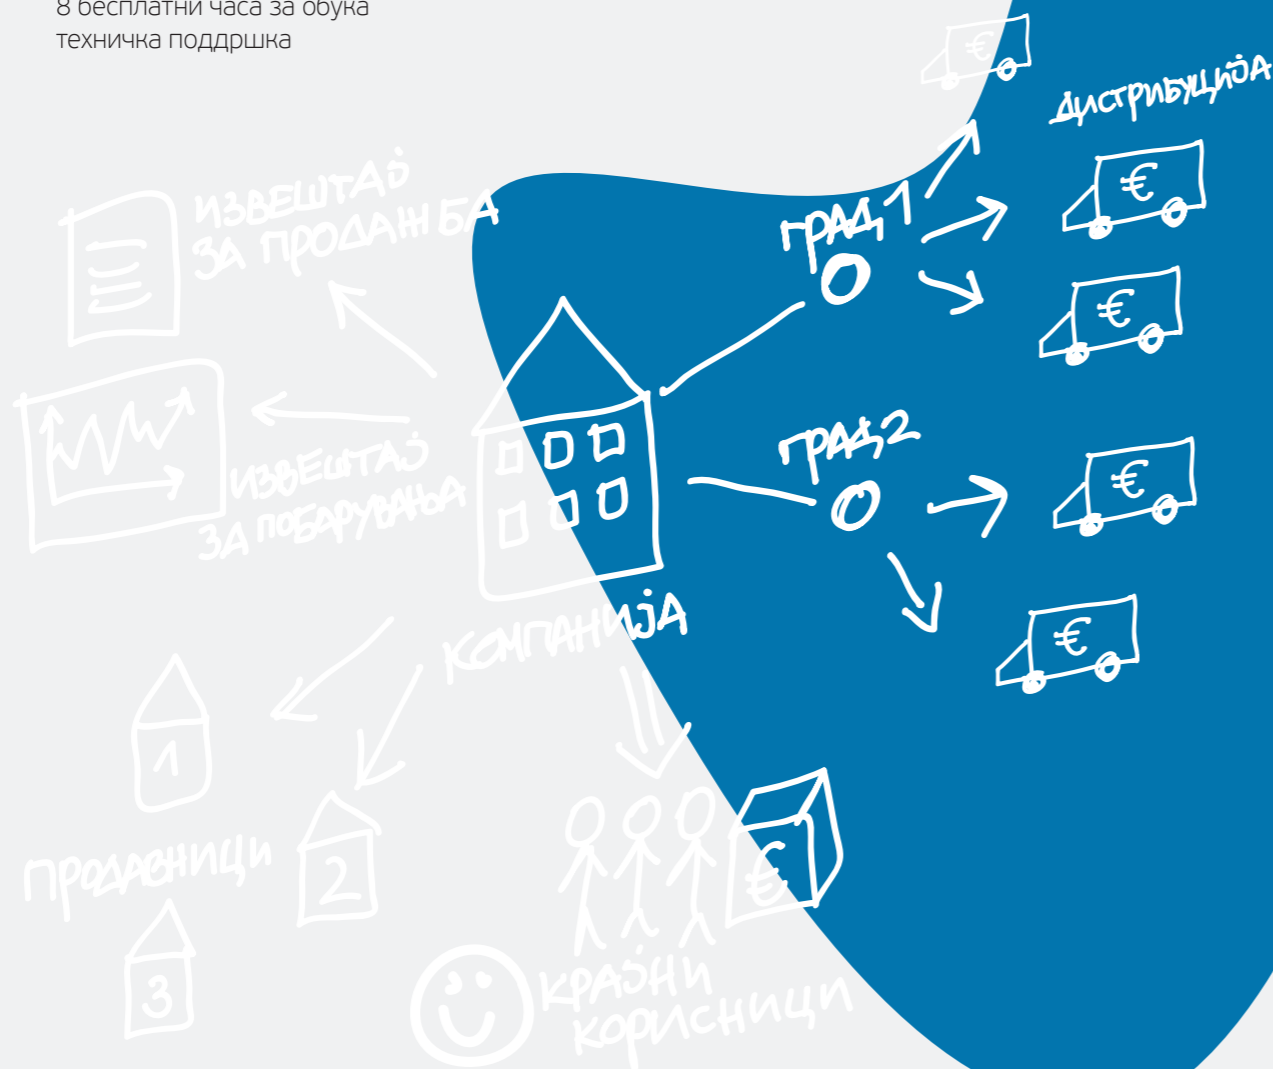 8 бесплатни часа за обука
техничка поддршка
€
ДИСТРИБУЦИЈА
€
€
ИЗВЕШТАЈ
ЗА ПРОДАЖБА
ГРАД 1
ИЗВЕШТАЈ
ЗА ПОБАРУВАЊА
ГРАД 2
€
КОМПАНИЈА
€
1
2
ПРОДАВНИЦИ
3
€
КРАЈНИ
КОРИСНИЦИ